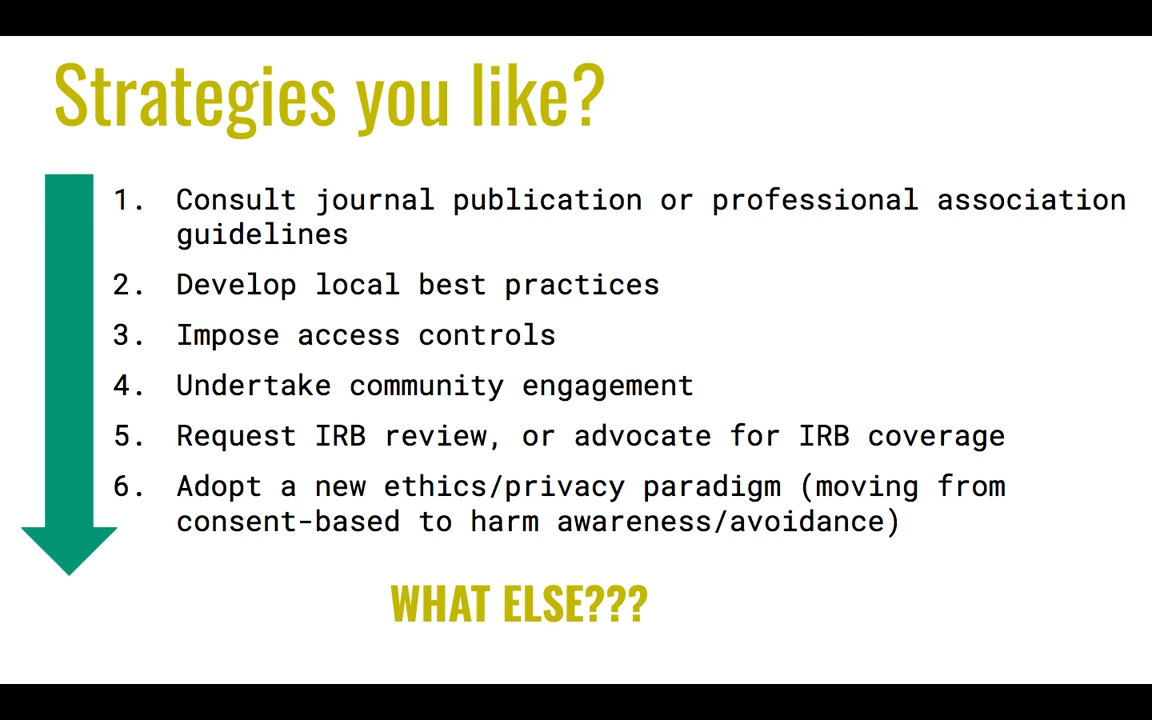 Strategies you like?
1. Consult journal publication or professional association
guidelines
2. Develop local best practices
3. Impose access controls
4. Undertake community engagement
5. Request IRB review, or advocate for IRB coverage
6. Adopt a new ethics/privacy paradigm (moving from
consent-based to harm awareness/avoidance)
WHAT ELSE???